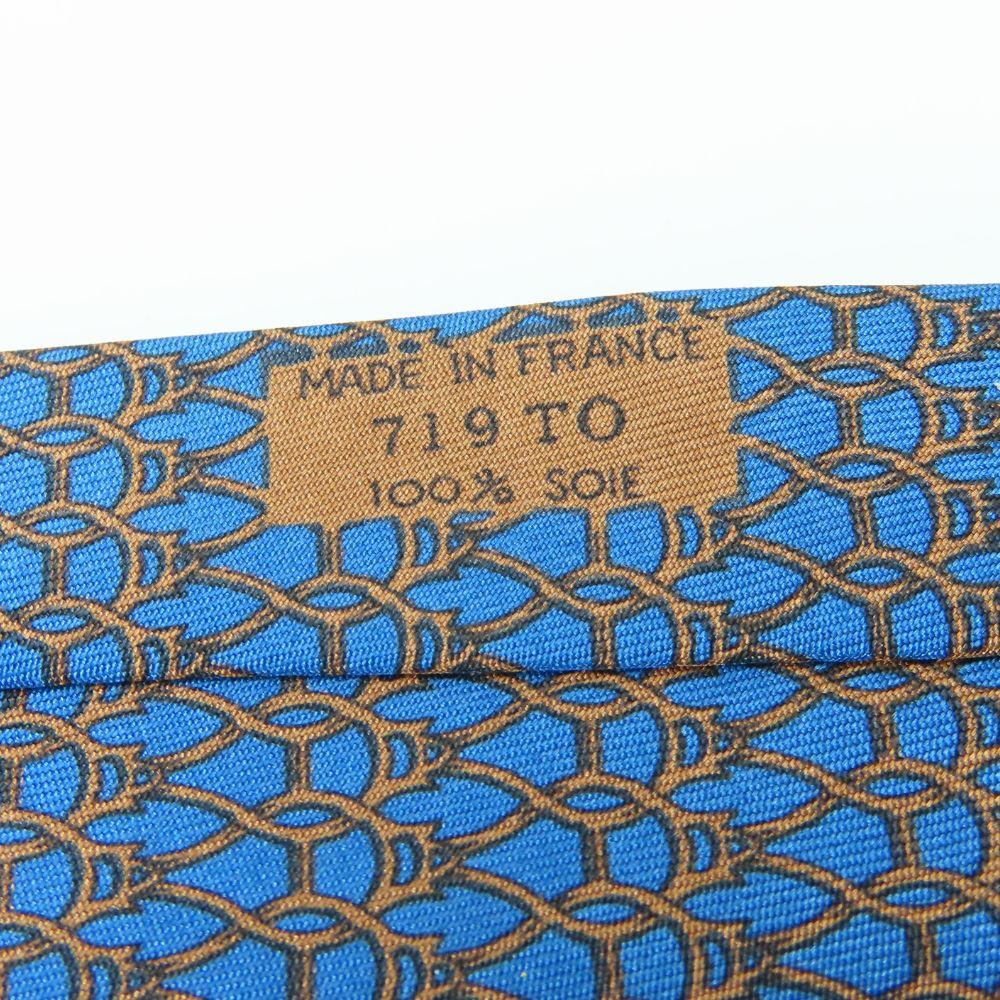 MADE IN FRANCE
719 TO
100% SOIE